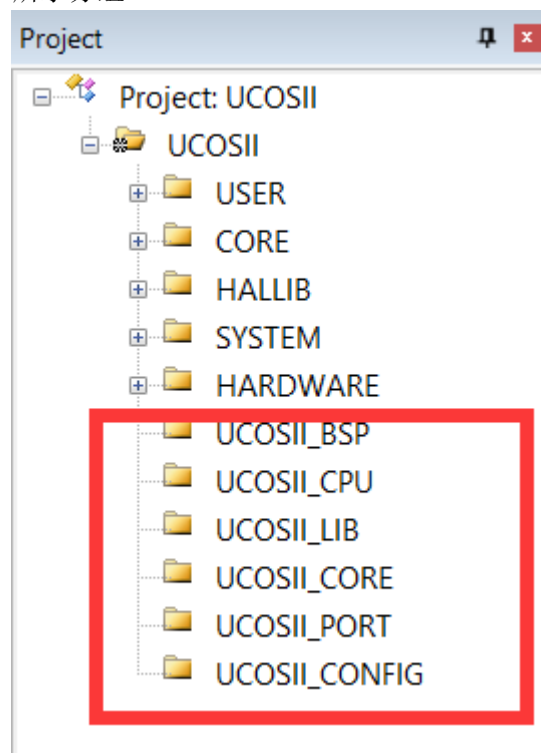 Project
Project: UCOSII
UCOSII
USER
CORE
HALLIB
SYSTEM
HARDWARE
UCOSII_BSP
UCOSII_CPU
UCOSII_LIB
UCOSII_CORE
UCOSII_PORT
UCOSII_CONFIG